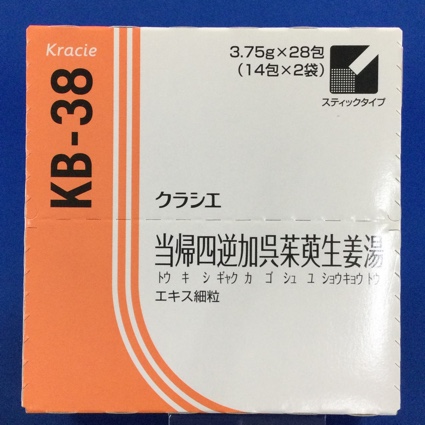 Kracie
KB-38
3.75g×28包
(14包×2袋)
スティックタイプ
クラシエ
当帰四逆加呉茱萸生姜湯
トウ キ シ ギャク カ ゴ シュ ユ ショウキョウ トウ
エキス細粒